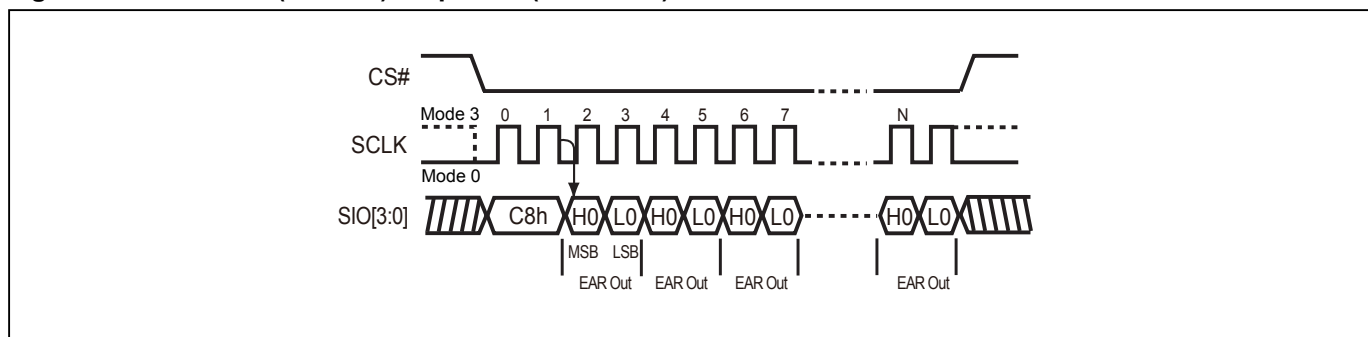 CS#
Mode 3 0 1 2 3 4 5 6 7 N
SCLK
Mode 0
SIO[3:0] C8h H0 L0 H0 L0 H0 L0 H0 L0
MSB LSB
EAR Out EAR Out EAR Out EAR Out